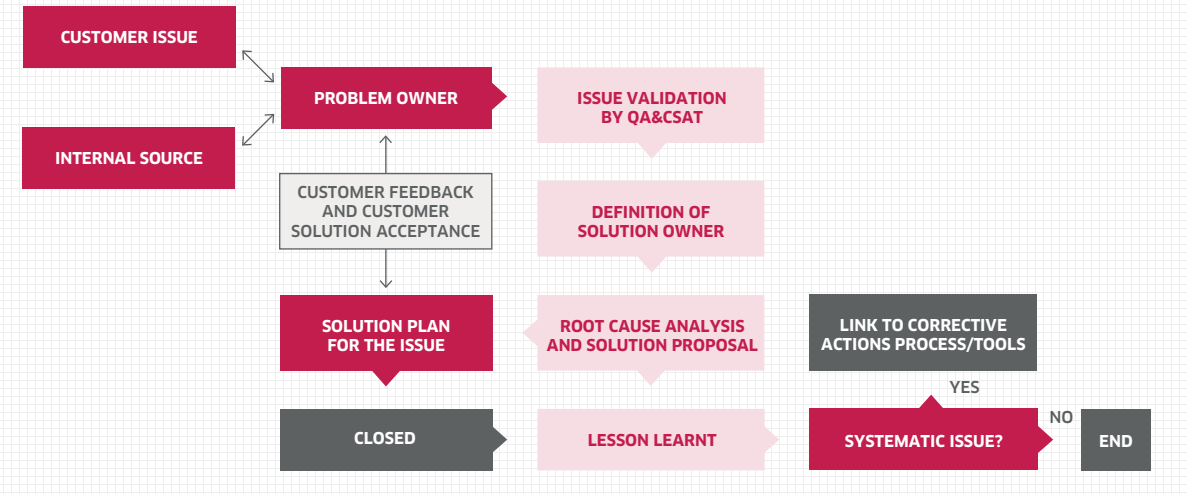 CUSTOMER ISSUE
PROBLEM OWNER
ISSUE VALIDATION
BY QA&CSAT
INTERNAL SOURCE
CUSTOMER FEEDBACK
AND CUSTOMER
SOLUTION ACCEPTANCE
DEFINITION OF
SOLUTION OWNER
SOLUTION PLAN
FOR THE ISSUE
ROOT CAUSE ANALYSIS
AND SOLUTION PROPOSAL
LINK TO CORRECTIVE
ACTIONS PROCESS/TOOLS
YES
CLOSED
LESSON LEARNT
SYSTEMATIC ISSUE?
NO
END